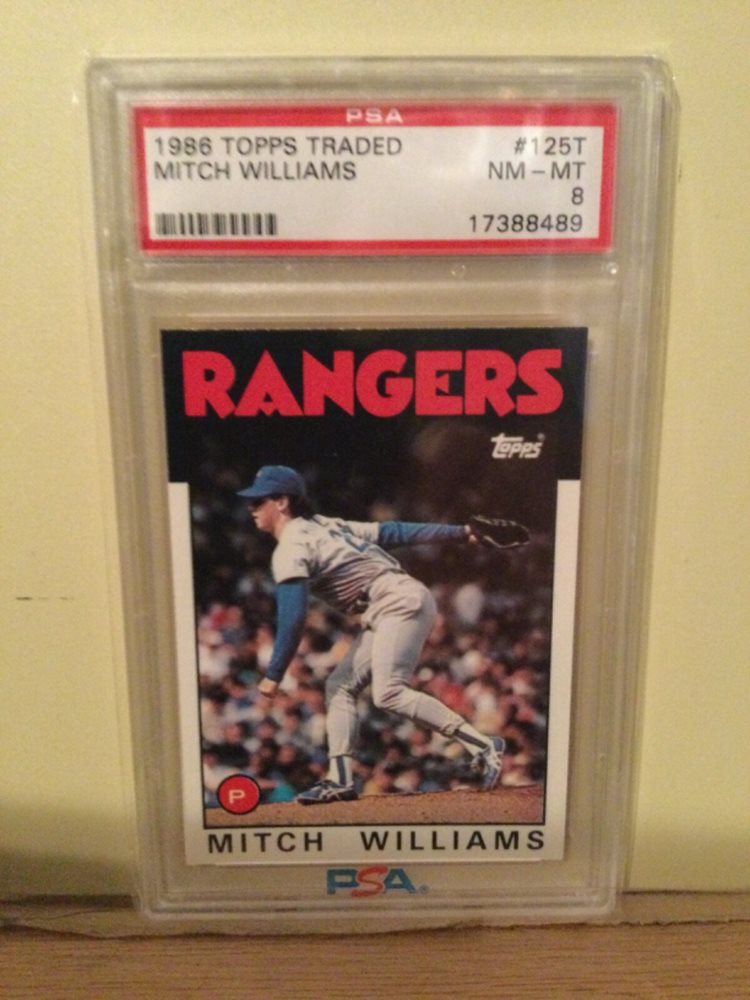 PSA
1986 TOPPS TRADED #125T
MITCH WILLIAMS NM – MT
8
17388489
RANGERS
topps®
P
MITCH WILLIAMS
PSA®